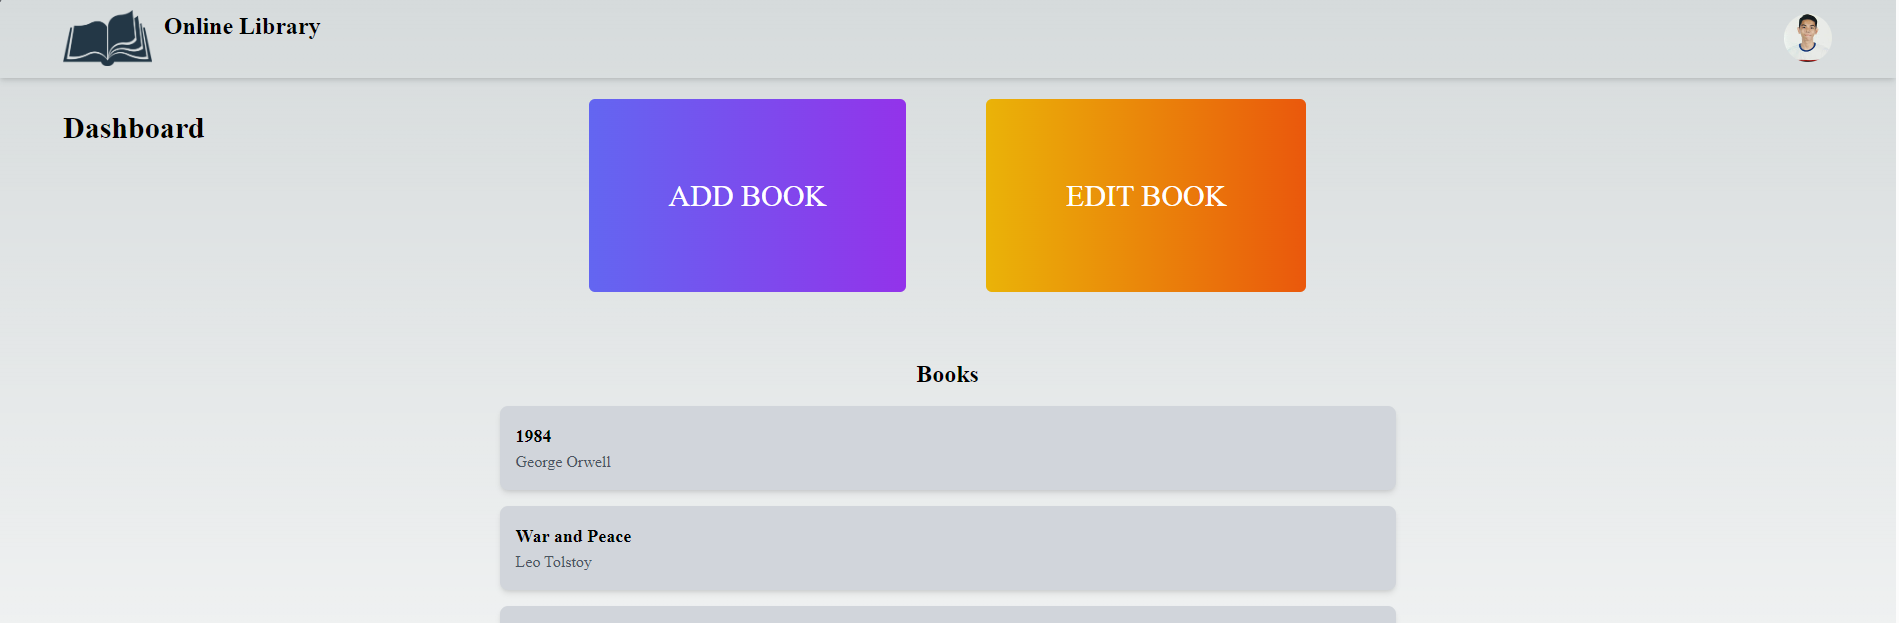 Online Library
Dashboard
ADD BOOK
EDIT BOOK
Books
1984
George Orwell
War and Peace
Leo Tolstoy